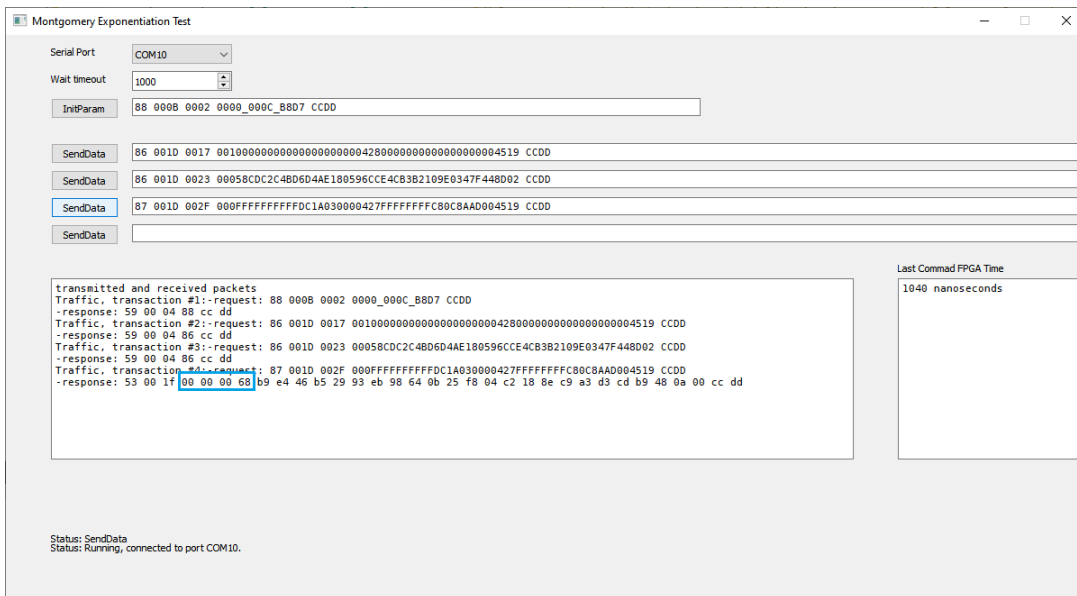 Montgomery Exponentiation Test
Serial Port COM10
Wait timeout 1000
InitParam 88 000B 0002 0000_000C_B8D7 CCDD
SendData 86 001D 0017 0010000000000000000000042800000000000000000004519 CCDD
SendData 86 001D 0023 00058CDC2C4BD6D4AE180596CCE4CB3B2109E0347F448D02 CCDD
SendData 87 001D 002F 000FFFFFFFFFFDC1A030000427FFFFFFFFC80C8AAD004519 CCDD
SendData
Last Commad FPGA Time
transmitted and received packets
1040 nanoseconds
Traffic, transaction #1:-request: 88 000B 0002 0000_000C_B8D7 CCDD
-response: 59 00 04 88 cc dd
Traffic, transaction #2:-request: 86 001D 0017 0010000000000000000000042800000000000000000004519 CCDD
-response: 59 00 04 86 cc dd
Traffic, transaction #3:-request: 86 001D 0023 00058CDC2C4BD6D4AE180596CCE4CB3B2109E0347F448D02 CCDD
-response: 59 00 04 86 cc dd
Traffic, transaction #4:-request: 87 001D 002F 000FFFFFFFFFFDC1A030000427FFFFFFFFC80C8AAD004519 CCDD
-response: 53 00 1f 00 00 00 68 b9 e4 46 b5 29 93 eb 98 64 0b 25 f8 04 c2 18 8e c9 a3 d3 cd b9 48 0a 00 cc dd
Status: SendData
Status: Running, connected to port COM10.